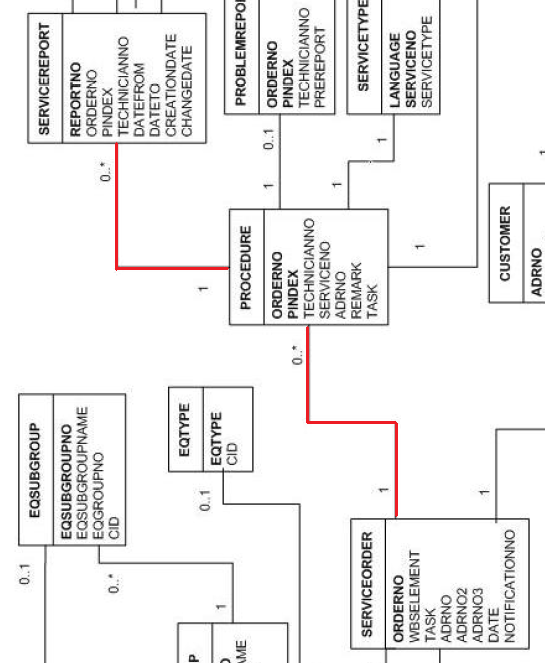 SERVICEREPORT
REPORTNO
ORDERNO
PINDEX
TECHNICIANNO
DATEFROM
DATETO
CREATIONDATE
CHANGEDATE
ORDERNO
PINDEX
TECHNICIANNO
PREREPORT
SERVICETYPE
LANGUAGE
SERVICENO
SERVICETYPE
0..*
0..1
1
1
1
1
1
PROCEDURE
ORDERNO
PINDEX
TECHNICIANNO
SERVICENO
ADRNO
REMARK
TASK
CUSTOMER
ADRNO
1
0..*
EQSUBGROUP
EQSUBGROUPNO
EQSUBGROUPNAME
EQGROUPNO
CID
EQTYPE
EQTYPE
CID
0..1
0..1
0..*
1
1
1
SERVICEORDER
ORDERNO
WBSELEMENT
TASK
ADRNO
ADRNO2
ADRNO3
DATE
NOTIFICATIONNO